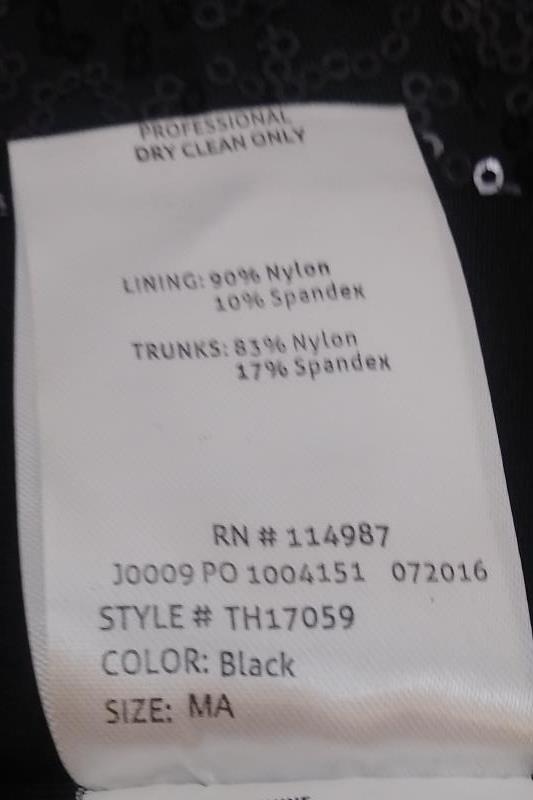 PROFESSIONAL
DRY CLEAN ONLY
LINING: 90% Nylon
10% Spandex
TRUNKS: 83% Nylon
17% Spandex
RN # 114987
J0009 PO 1004151 072016
STYLE # TH17059
COLOR: Black
SIZE: MA